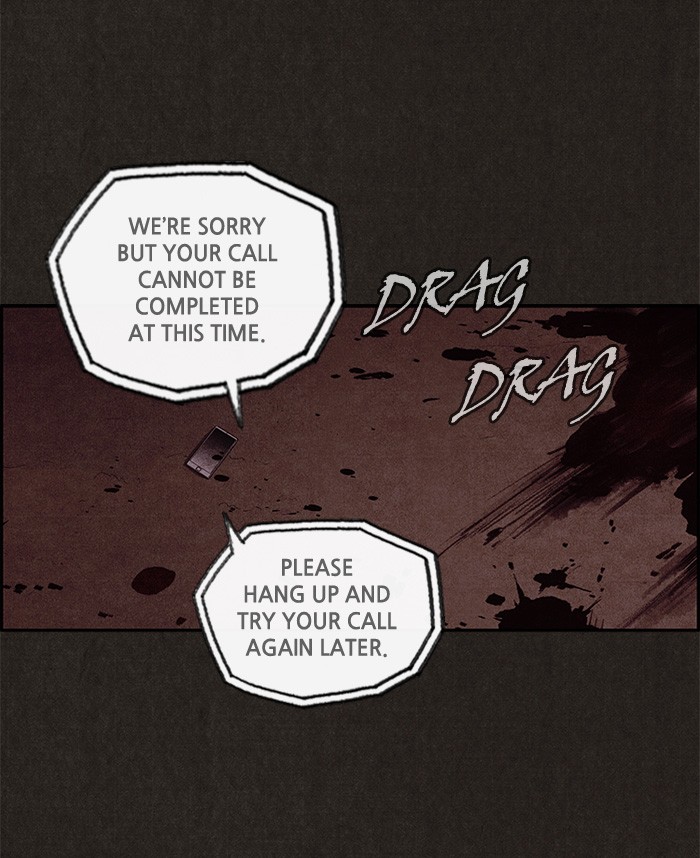 WE'RE SORRY
BUT YOUR CALL
CANNOT BE
COMPLETED
AT THIS TIME.
DRAG
DRAG
PLEASE
HANG UP AND
TRY YOUR CALL
AGAIN LATER.